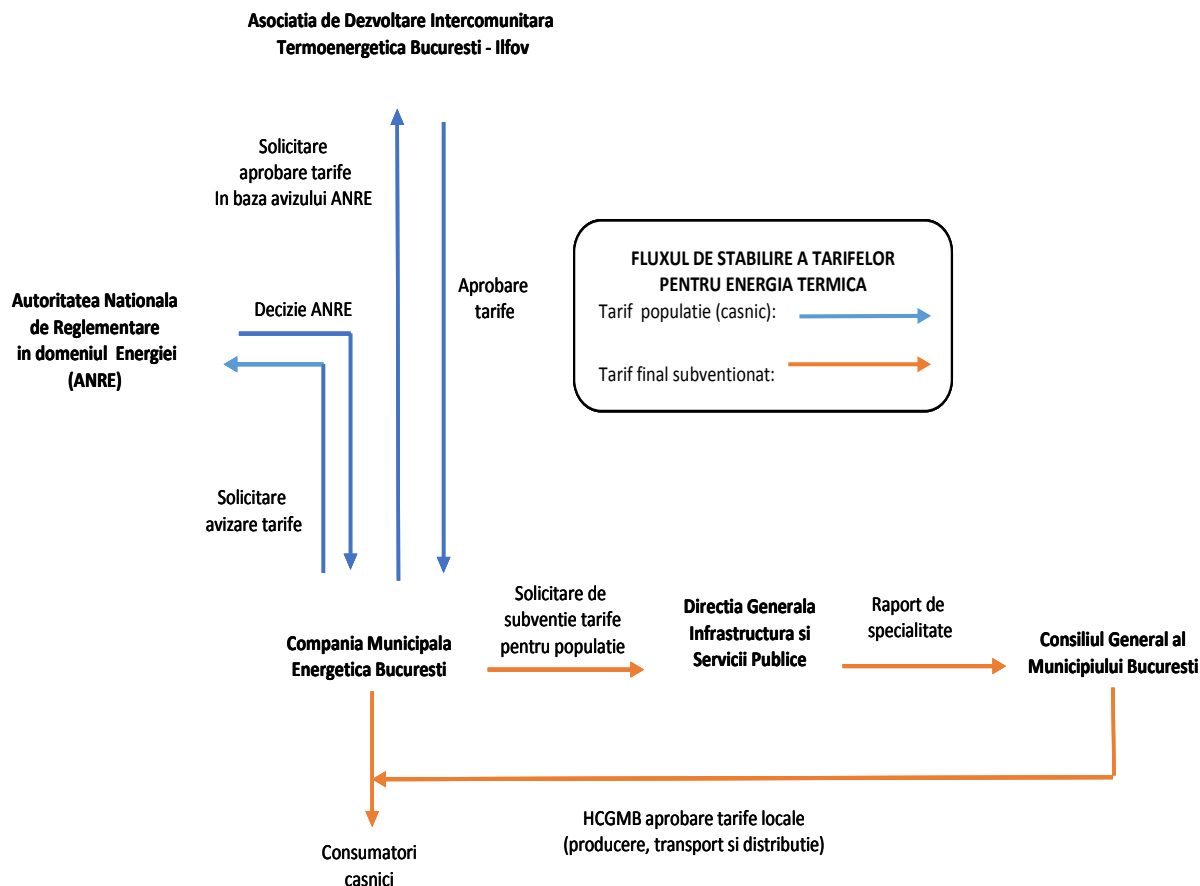 Asociatia de Dezvoltare Intercomunitara
Termoenergetica Bucuresti - Ilfov
Solicitare
aprobare tarife
In baza avizului ANRE
Aprobare
tarife
FLUXUL DE STABILIRE A TARIFELOR
PENTRU ENERGIA TERMICA
Tarif populatie (casnic):
Tarif final subventionat:
Autoritatea Nationala
de Reglementare
in domeniul Energiei
(ANRE)
Decizie ANRE
Solicitare
avizare tarife
Compania Municipala
Energetica Bucuresti
Solicitare de
subventie tarife
pentru populatie
Directia Generala
Infrastructura si
Servicii Publice
Raport de
specialitate
Consiliul General al
Municipiului Bucuresti
HCGMB aprobare tarife locale
(producere, transport si distributie)
Consumatori
casnici